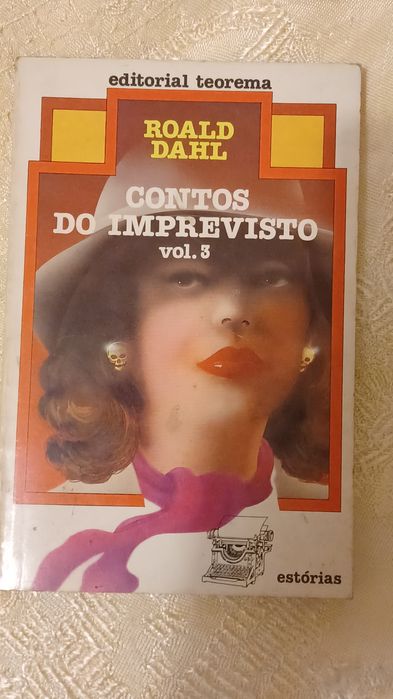 editorial teorema
ROALD
DAHL
CONTOS
DO IMPREVISTO
vol.3
estórias